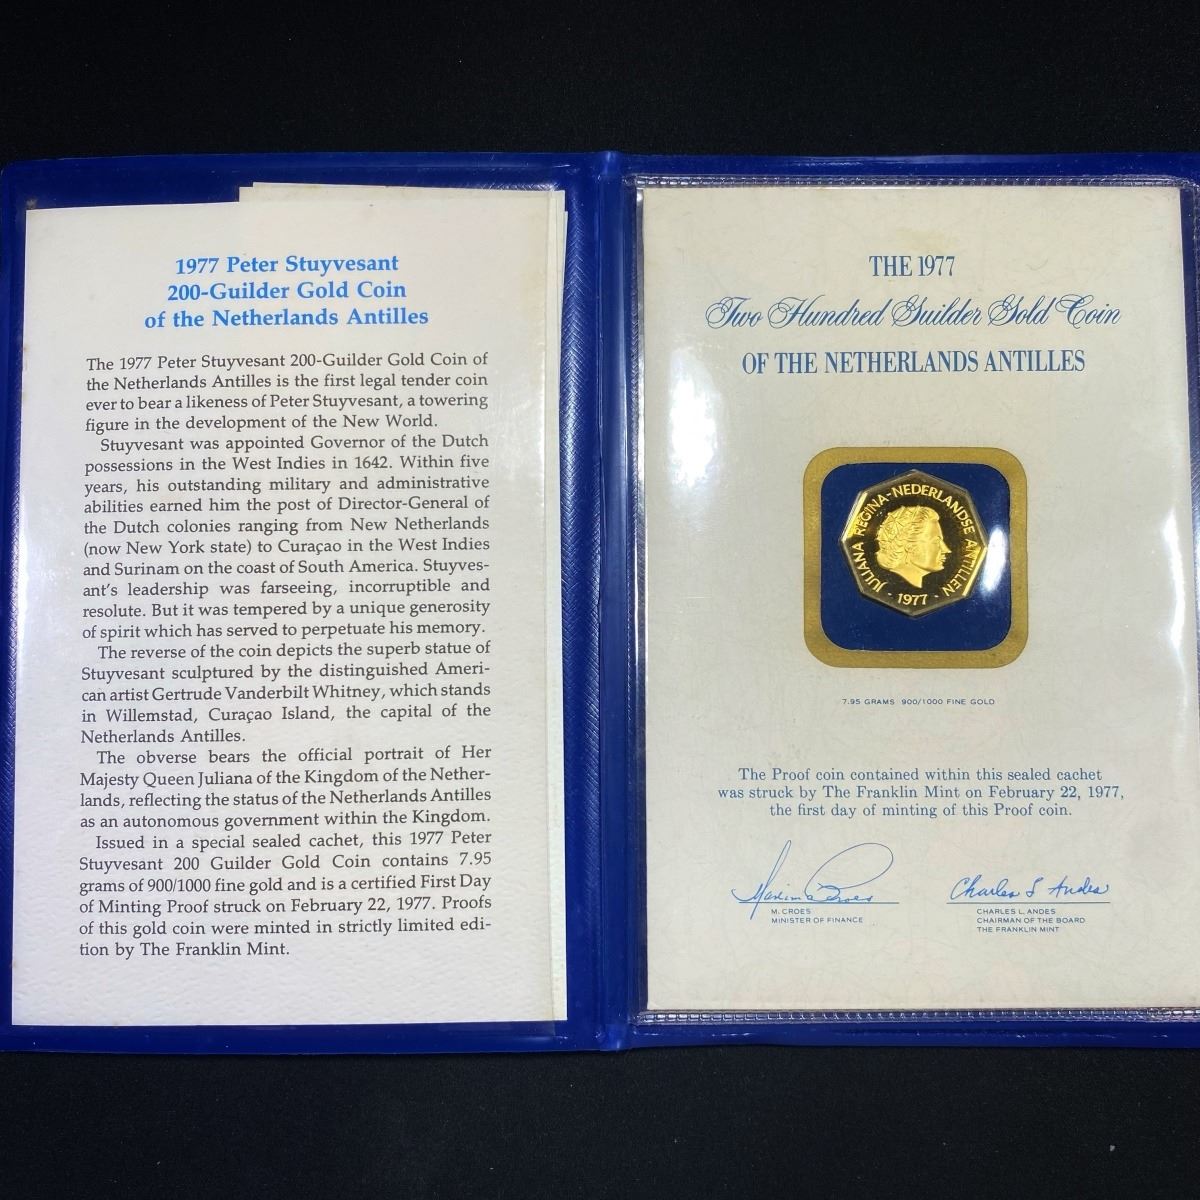 1977 Peter Stuyvesant
200-Guilder Gold Coin
of the Netherlands Antilles
The 1977 Peter Stuyvesant 200-Guilder Gold Coin of
the Netherlands Antilles is the first legal tender coin
ever to bear a likeness of Peter Stuyvesant, a towering
figure in the development of the New World.
Stuyvesant was appointed Governor of the Dutch
possessions in the West Indies in 1642. Within five
years, his outstanding military and administrative
abilities earned him the post of Director-General of
the Dutch colonies ranging from New Netherlands
(now New York state) to Curaçao in the West Indies
and Surinam on the coast of South America. Stuyves-
ant's leadership was farseeing, incorruptible and
resolute. But it was tempered by a unique generosity
of spirit which has served to perpetuate his memory.
The reverse of the coin depicts the superb statue of
Stuyvesant sculptured by the distinguished Ameri-
can artist Gertrude Vanderbilt Whitney, which stands
in Willemstad, Curaçao Island, the capital of the
Netherlands Antilles.
The obverse bears the official portrait of Her
Majesty Queen Juliana of the Kingdom of the Nether-
lands, reflecting the status of the Netherlands Antilles
as an autonomous government within the Kingdom.
Issued in a special sealed cachet, this 1977 Peter
Stuyvesant 200 Guilder Gold Coin contains 7.95
grams of 900/1000 fine gold and is a certified First Day
of Minting Proof struck on February 22, 1977. Proofs
of this gold coin were minted in strictly limited edi-
tion by The Franklin Mint.
THE 1977
Two Hundred Guilder Gold Coin
OF THE NETHERLANDS ANTILLES
JULIANA REGINA-NEDERLANDSE ANTILLEN
· 1977 ·
7.95 GRAMS 900/1000 FINE GOLD
The Proof coin contained within this sealed cachet
was struck by The Franklin Mint on February 22, 1977,
the first day of minting of this Proof coin.
Charles L Andes
M. CROES
MINISTER OF FINANCE
CHARLES L. ANDES
CHAIRMAN OF THE BOARD
THE FRANKLIN MINT